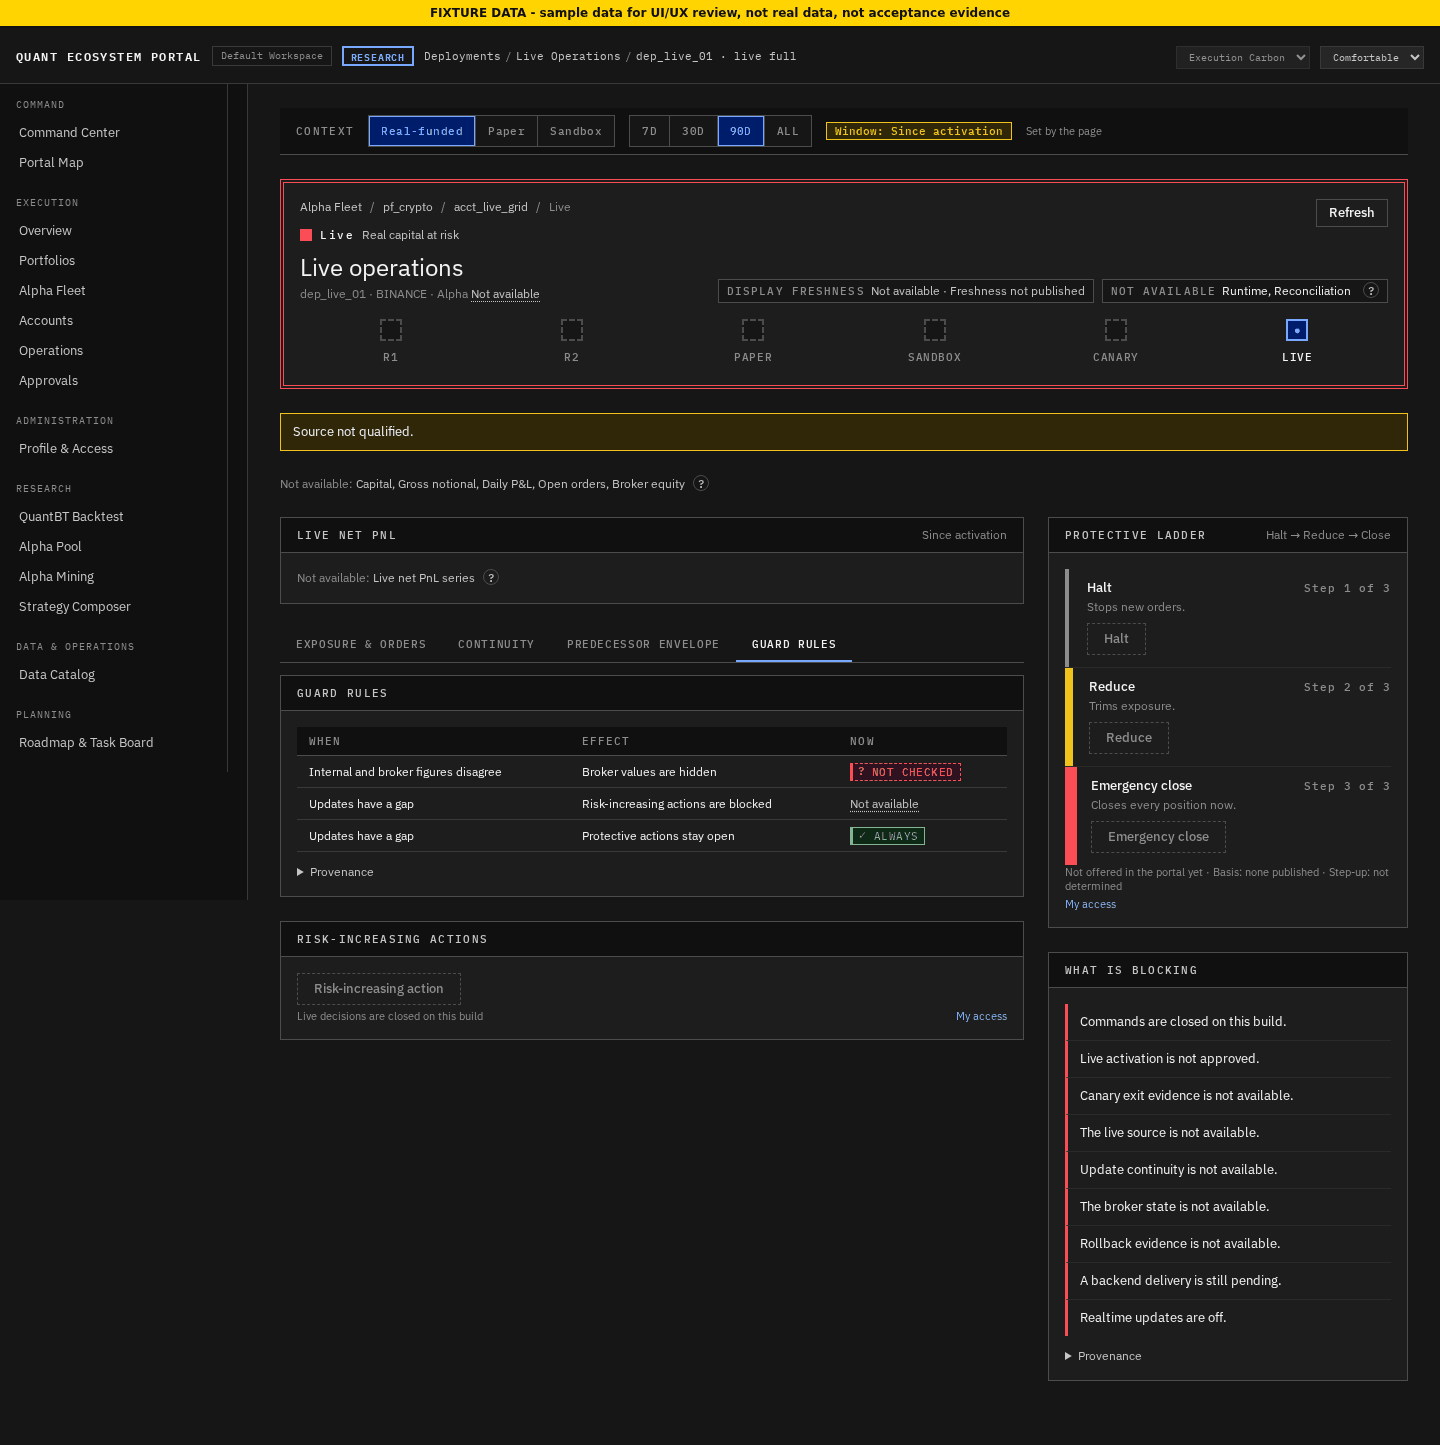 FIXTURE DATA - sample data for UI/UX review, not real data, not acceptance evidence
QUANT ECOSYSTEM PORTAL
Default Workspace
RESEARCH
Deployments / Live Operations / dep_live_01 · live full
Execution Carbon
Comfortable
COMMAND
Command Center
Portal Map
EXECUTION
Overview
Portfolios
Alpha Fleet
Accounts
Operations
Approvals
ADMINISTRATION
Profile & Access
RESEARCH
QuantBT Backtest
Alpha Pool
Alpha Mining
Strategy Composer
DATA & OPERATIONS
Data Catalog
PLANNING
Roadmap & Task Board
CONTEXT
Real-funded
Paper
Sandbox
7D
30D
90D
ALL
Window: Since activation
Set by the page
Alpha Fleet / pf_crypto / acct_live_grid / Live
Refresh
Live Real capital at risk
Live operations
dep_live_01 · BINANCE · Alpha Not available
DISPLAY FRESHNESS Not available · Freshness not published
NOT AVAILABLE Runtime, Reconciliation ?
R1
R2
PAPER
SANDBOX
CANARY
LIVE
Source not qualified.
Not available: Capital, Gross notional, Daily P&L, Open orders, Broker equity ?
LIVE NET PNL
Since activation
Not available: Live net PnL series ?
EXPOSURE & ORDERS
CONTINUITY
PREDECESSOR ENVELOPE
GUARD RULES
GUARD RULES
WHEN EFFECT NOW
Internal and broker figures disagree Broker values are hidden ? NOT CHECKED
Updates have a gap Risk-increasing actions are blocked Not available
Updates have a gap Protective actions stay open ✓ ALWAYS
Provenance
RISK-INCREASING ACTIONS
Risk-increasing action
Live decisions are closed on this build
My access
PROTECTIVE LADDER
Halt → Reduce → Close
Halt
Step 1 of 3
Stops new orders.
Halt
Reduce
Step 2 of 3
Trims exposure.
Reduce
Emergency close
Step 3 of 3
Closes every position now.
Emergency close
Not offered in the portal yet · Basis: none published · Step-up: not
determined
My access
WHAT IS BLOCKING
Commands are closed on this build.
Live activation is not approved.
Canary exit evidence is not available.
The live source is not available.
Update continuity is not available.
The broker state is not available.
Rollback evidence is not available.
A backend delivery is still pending.
Realtime updates are off.
Provenance